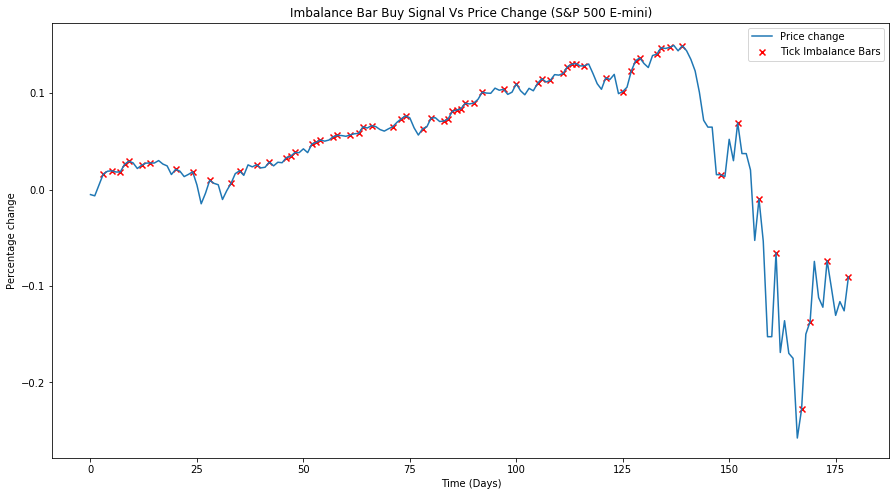 Imbalance Bar Buy Signal Vs Price Change (S&P 500 E-mini)
Price change
Tick Imbalance Bars
Percentage change
0.1
0.0
−0.1
−0.2
0 25 50 75 100 125 150 175
Time (Days)